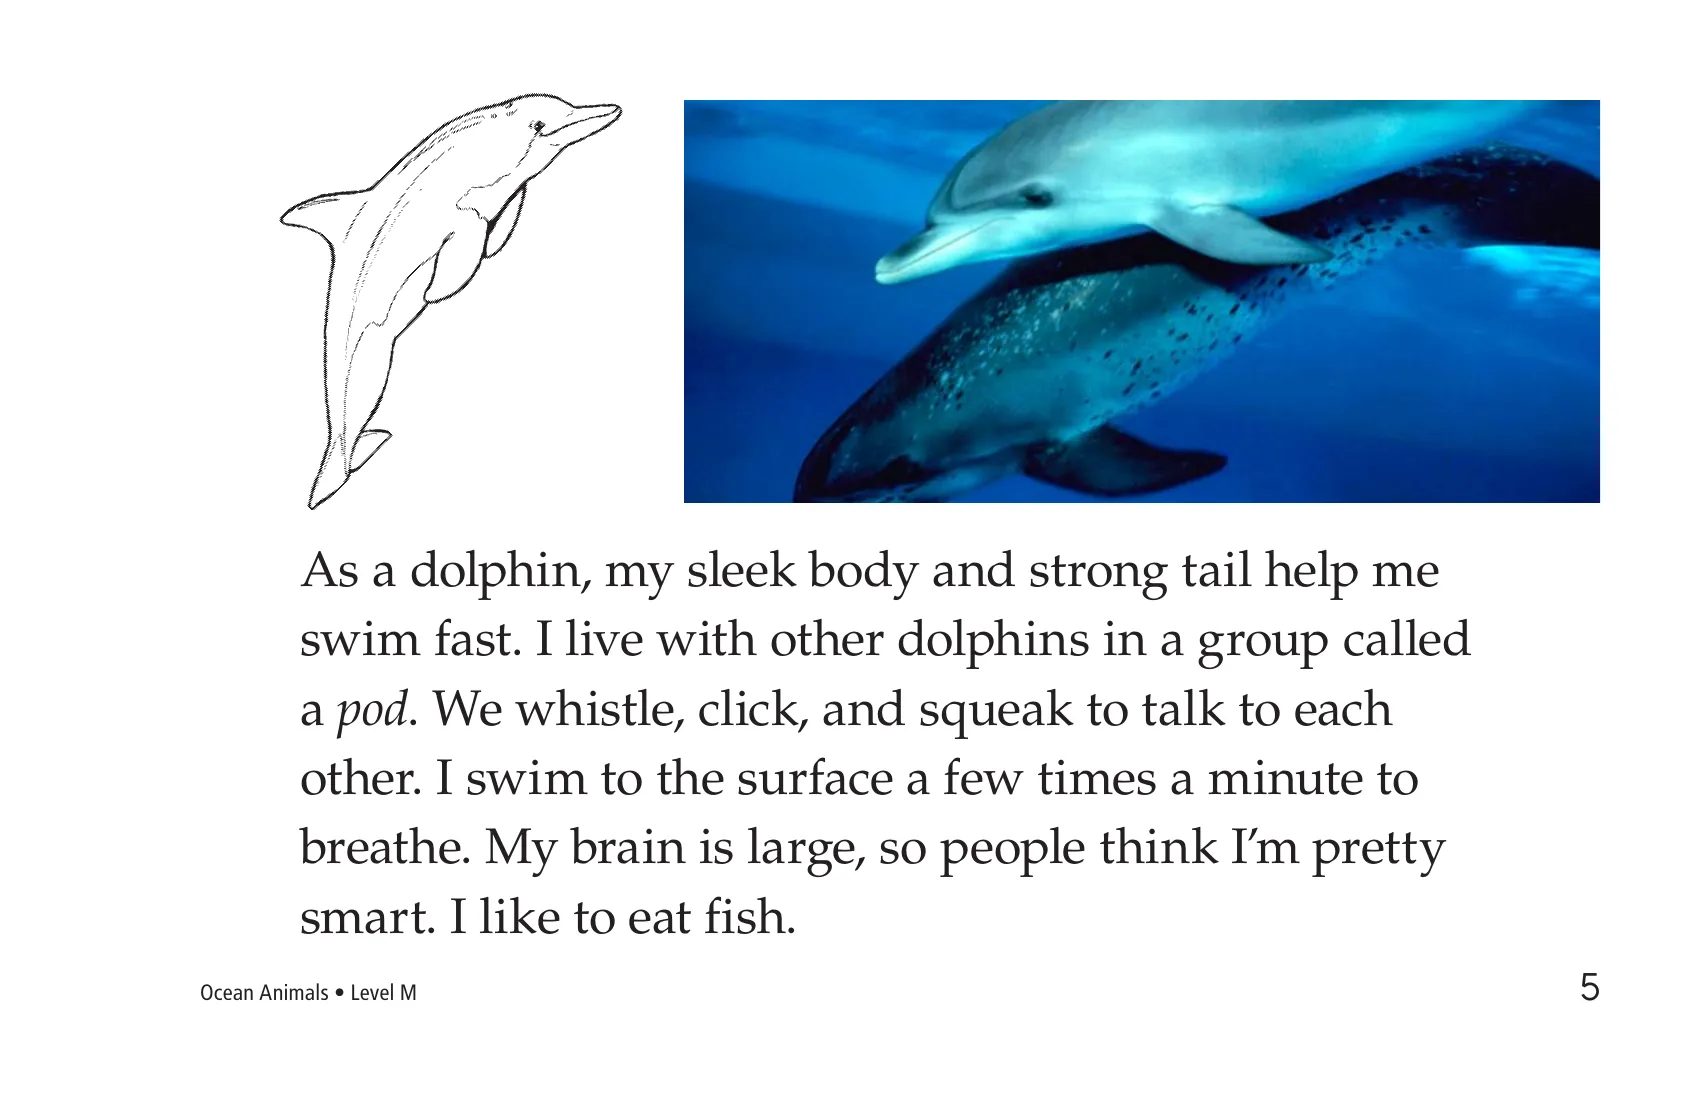 As a dolphin, my sleek body and strong tail help me
swim fast. I live with other dolphins in a group called
a pod. We whistle, click, and squeak to talk to each
other. I swim to the surface a few times a minute to
breathe. My brain is large, so people think I’m pretty
smart. I like to eat fish.
Ocean Animals • Level M
5